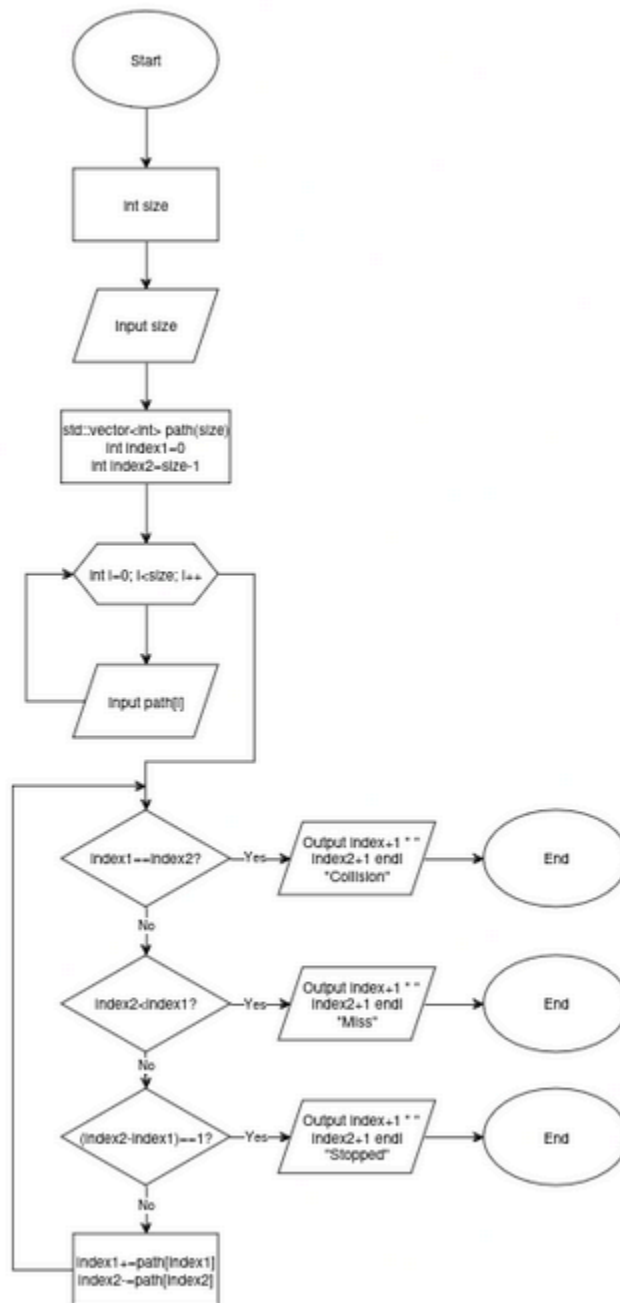 Start
int size
Input size
std::vector<int> path(size)
int index1=0
int index2=size-1
int i=0; i<size; i++
Input path[i]
index1==index2?
Yes
Output index+1 " "
index2+1 endl
"Collision"
End
No
index2<index1?
Yes
Output index+1 " "
index2+1 endl
"Miss"
End
No
(index2-index1)==1?
Yes
Output index+1 " "
index2+1 endl
"Stopped"
End
No
index1+=path[index1]
index2-=path[index2]